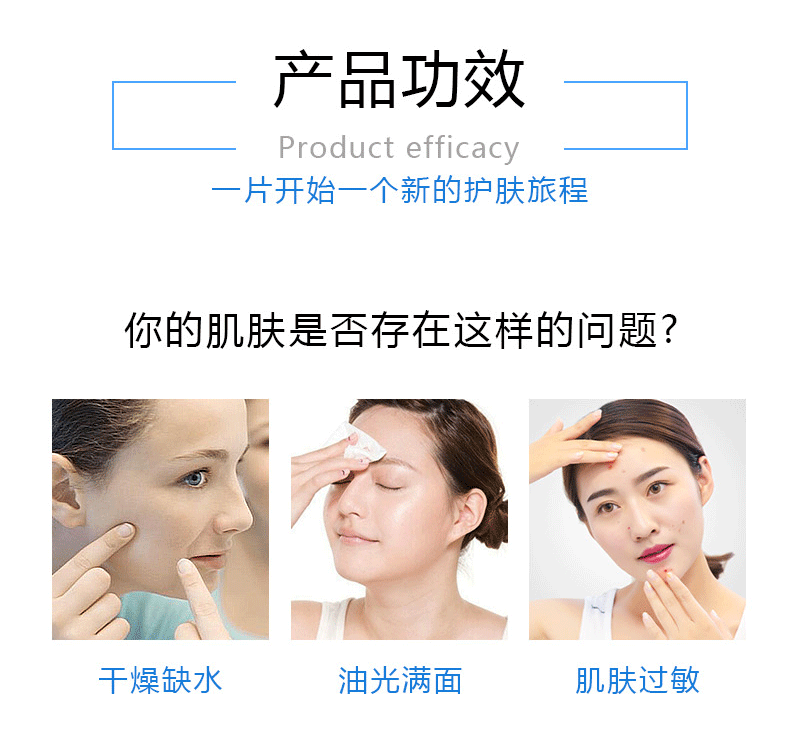 产品功效
Product efficacy
一片开始一个新的护肤旅程
你的肌肤是否存在这样的问题?
干燥缺水
油光满面
肌肤过敏